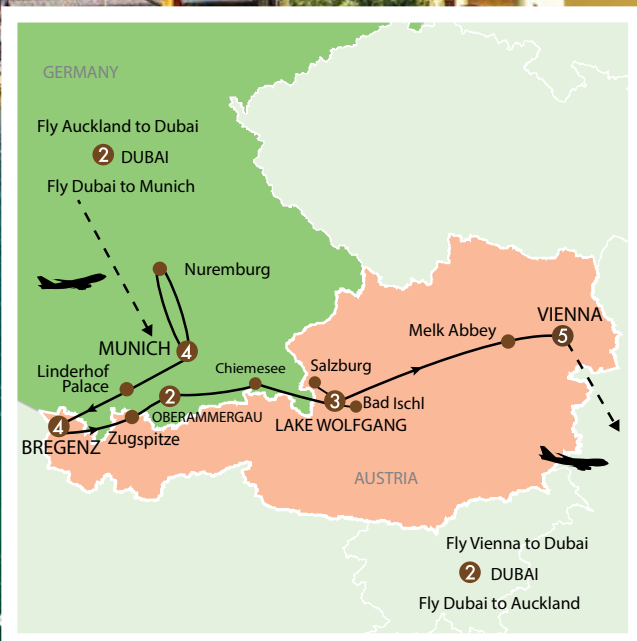 GERMANY
Fly Auckland to Dubai
2 DUBAI
Fly Dubai to Munich
Nuremburg
MUNICH 4
Linderhof
Palace
2
OBERAMMERGAU
Chiemesee
Salzburg
3
Bad Ischl
LAKE WOLFGANG
Melk Abbey
VIENNA
5
4
BREGENZ
Zugspitze
AUSTRIA
Fly Vienna to Dubai
2 DUBAI
Fly Dubai to Auckland